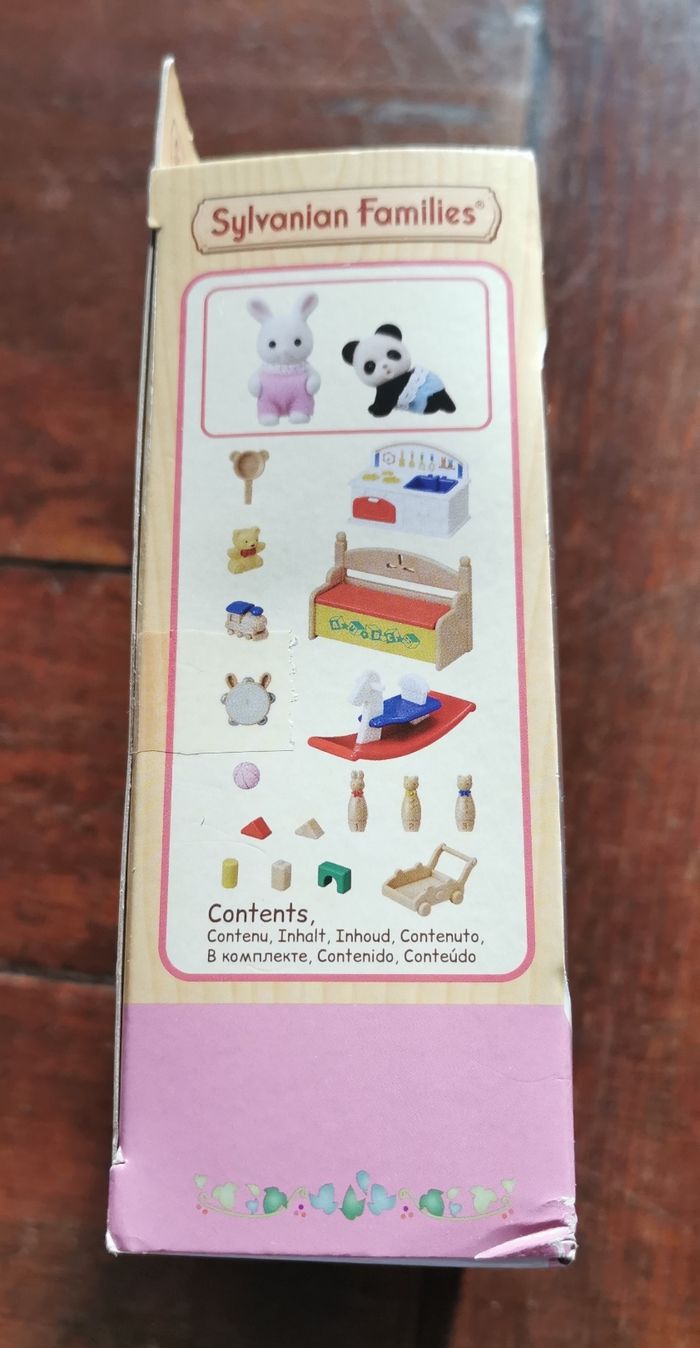 Sylvanian Families®
Contents,
Contenu, Inhalt, Inhoud, Contenuto,
В комплекте, Contenido, Conteúdo